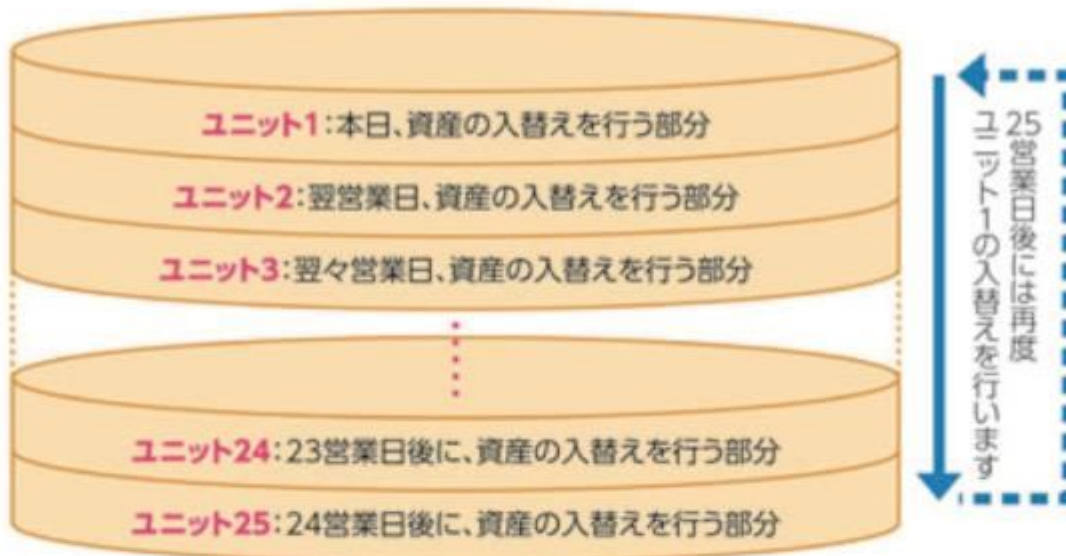 ユニット1:本日、資産の入替えを行う部分
ユニット2:翌営業日、資産の入替えを行う部分
ユニット3:翌々営業日、資産の入替えを行う部分
ユニット24:23営業日後に、資産の入替えを行う部分
ユニット25:24営業日後に、資産の入替えを行う部分
25営業日後には再度
ユニット1の入替えを行います